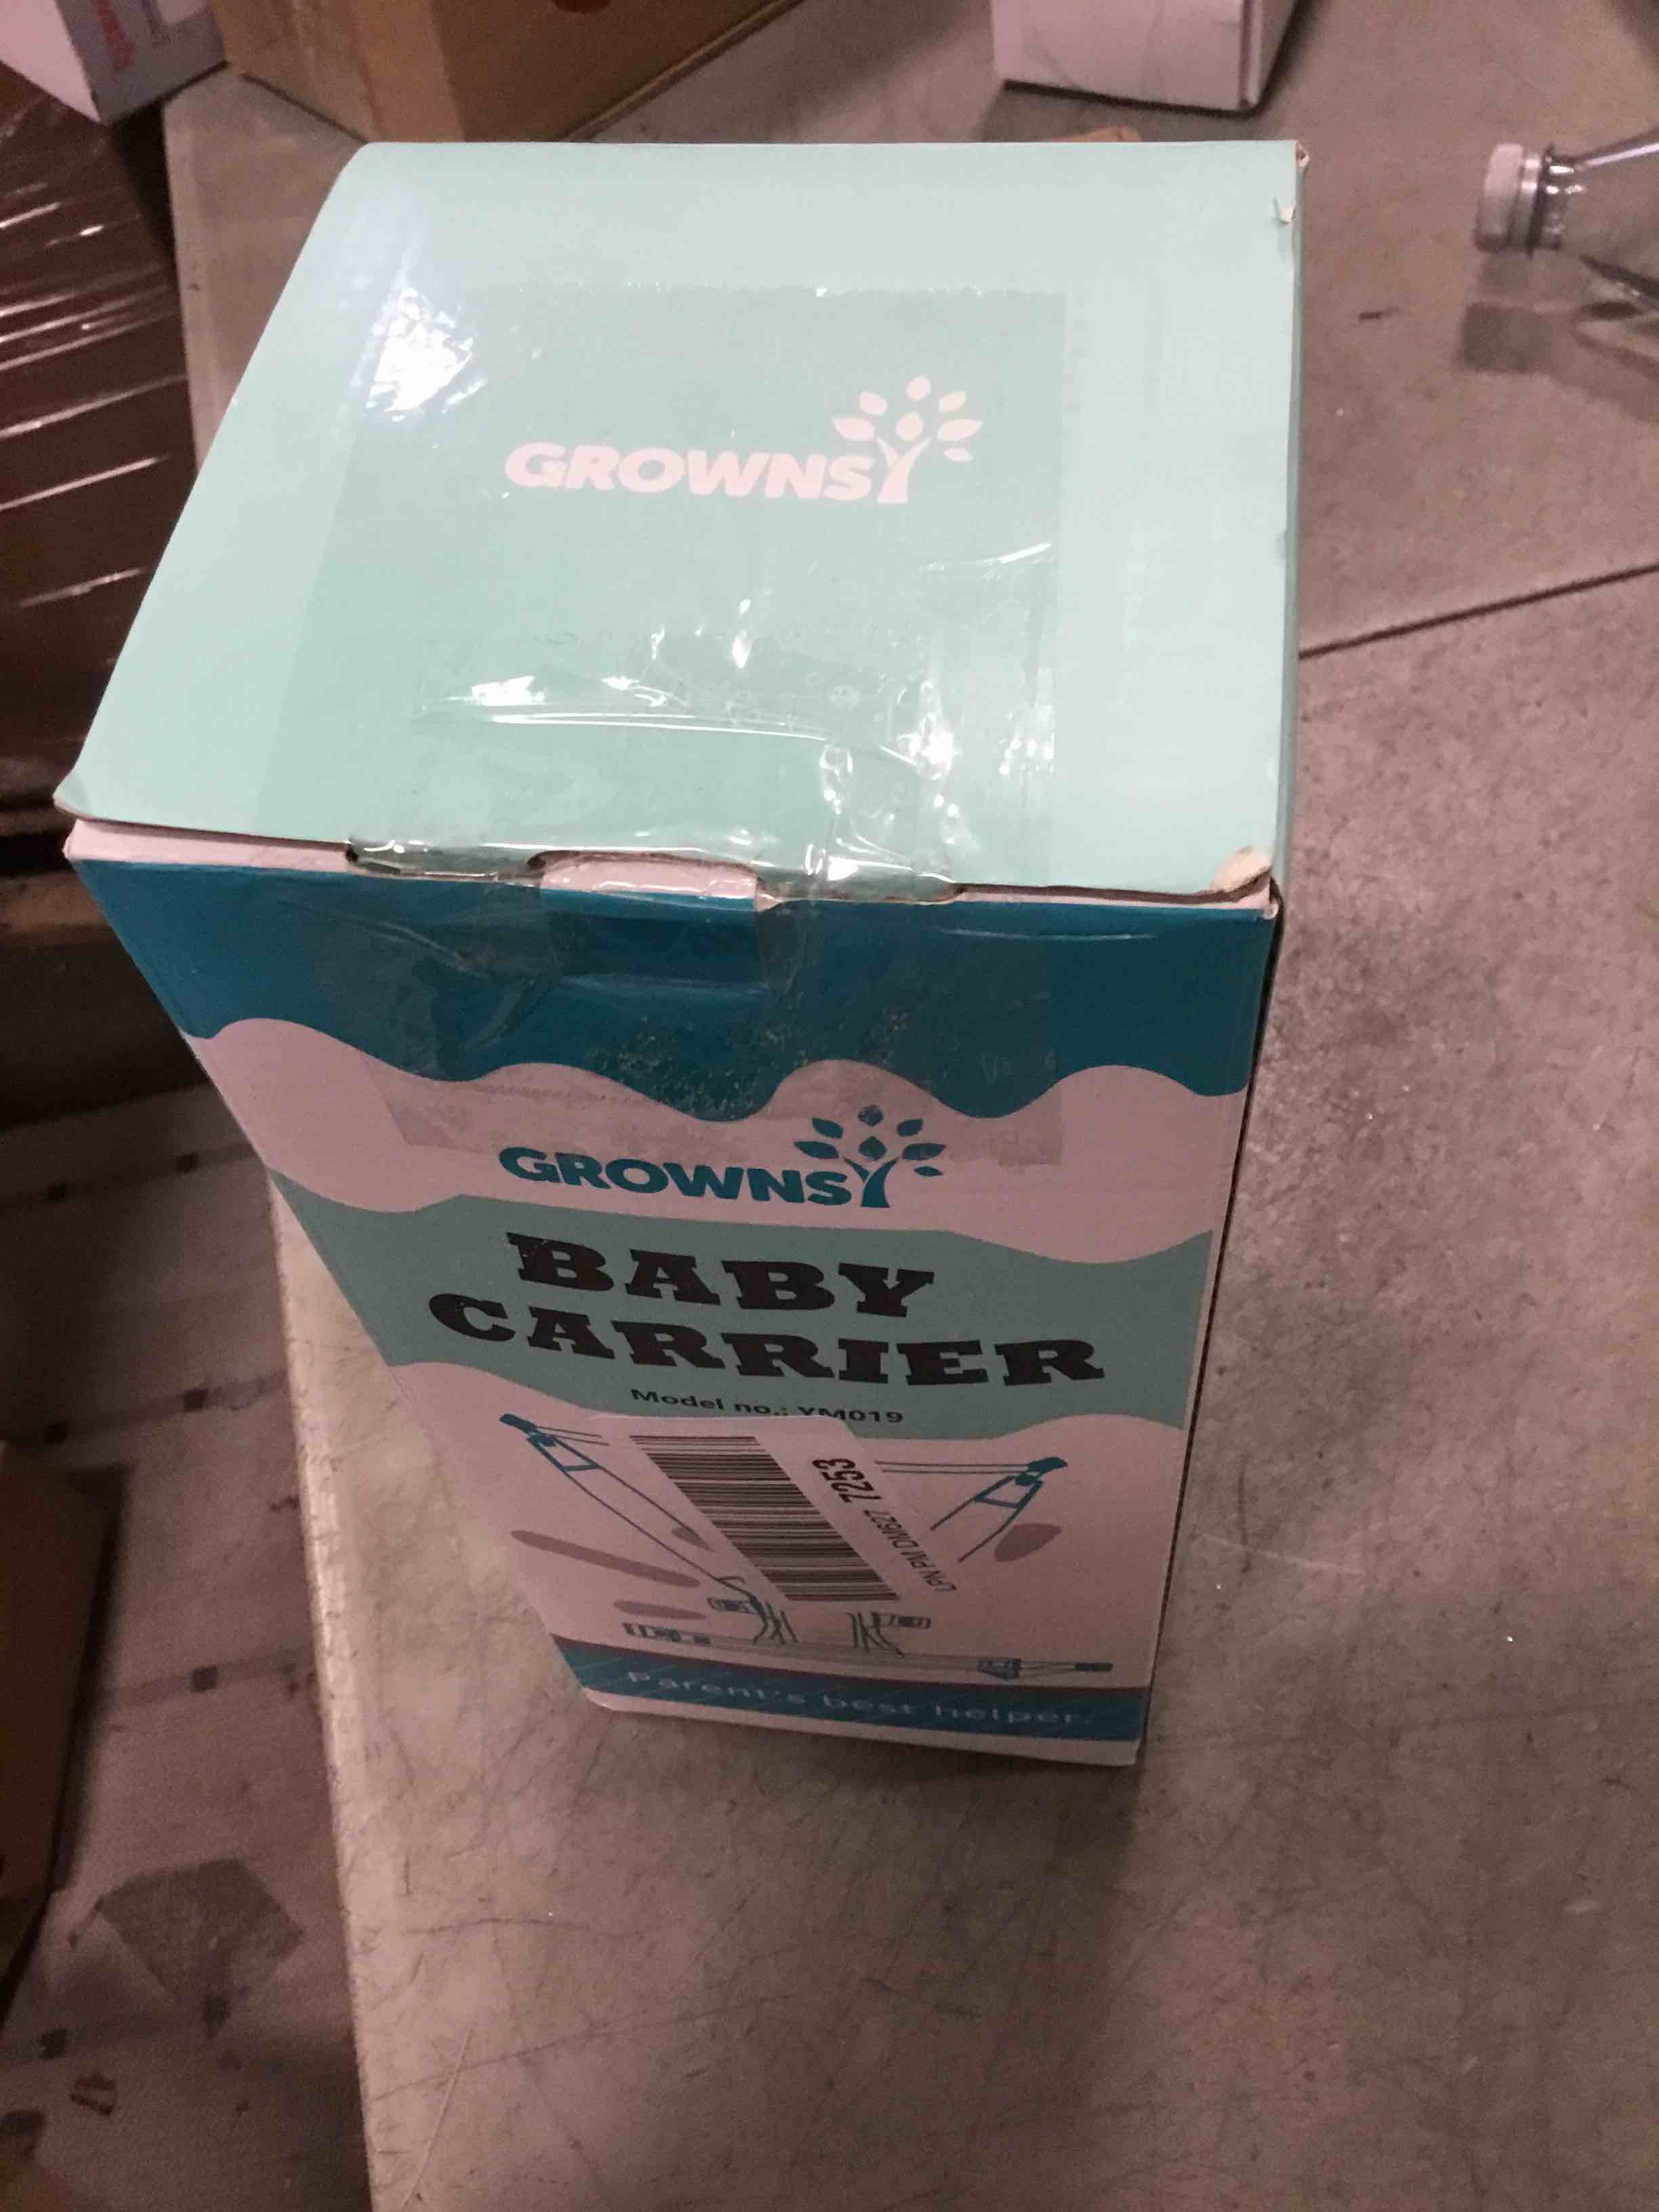 GROWNSY
GROWNSY
BABY
CARRIER
Model no.: YM019
7253
Parent's best helper.